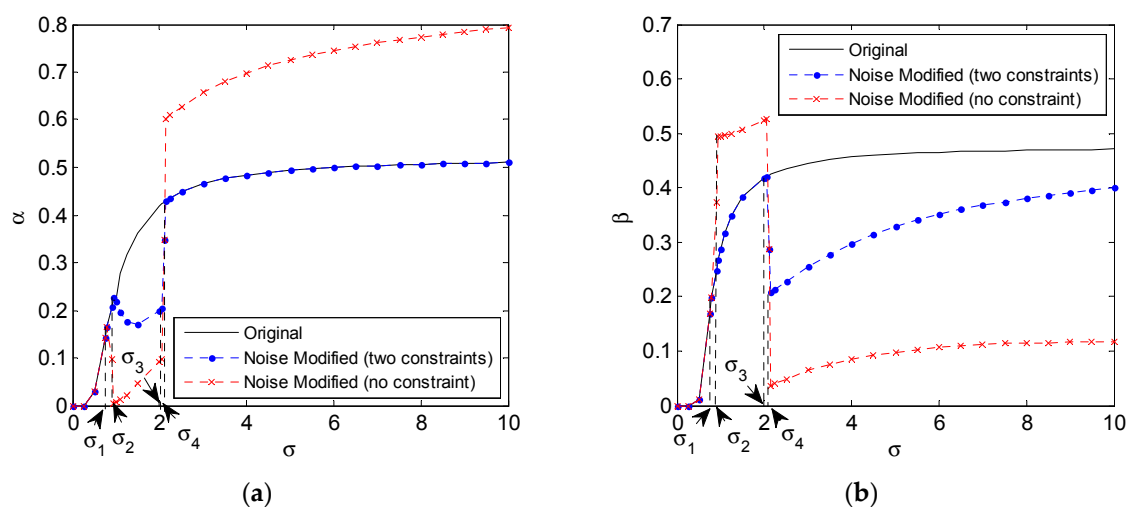 0.8
0.7
0.6
0.5
0.4
0.3
0.2
0.1
0
α
Original
Noise Modified (two constraints)
Noise Modified (no constraint)
σ3
0 2 4 6 8 10
σ1 σ2 σ4
σ
(a)
0.7
0.6
0.5
0.4
0.3
0.2
0.1
0
β
Original
Noise Modified (two constraints)
Noise Modified (no constraint)
σ3
0 2 4 6 8 10
σ1 σ2 σ4
σ
(b)